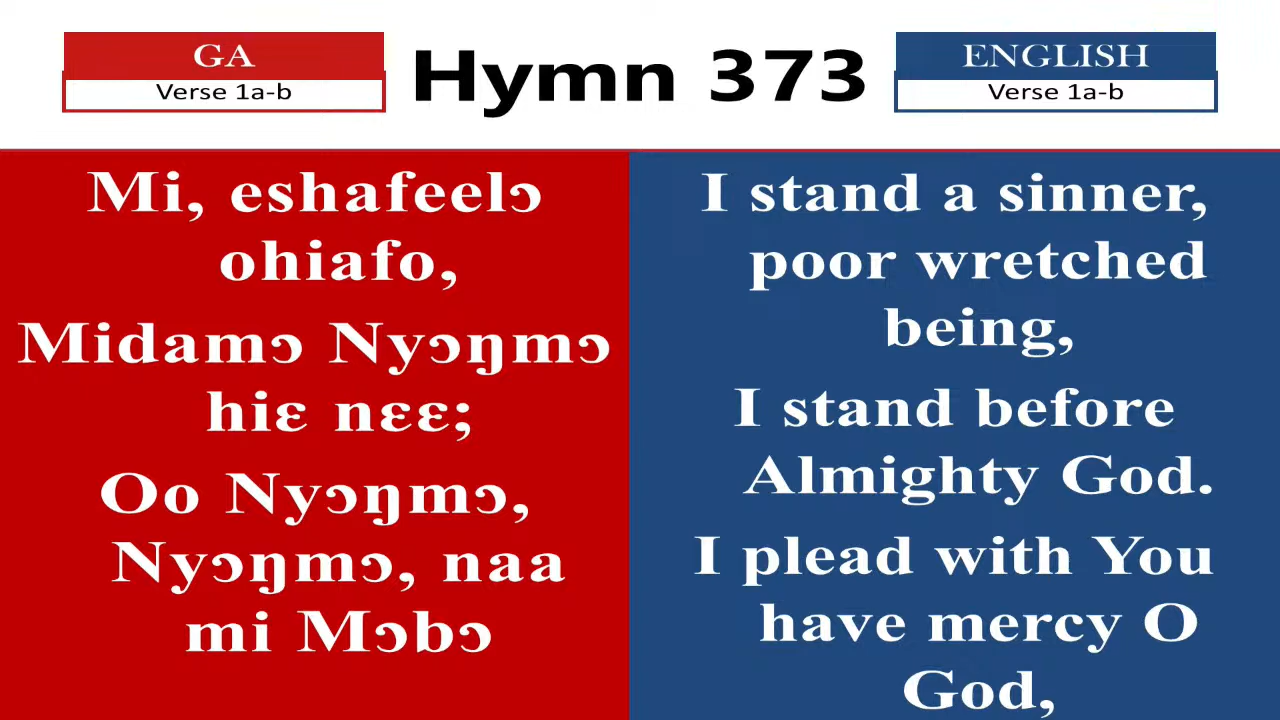 GA
Verse 1a-b
Hymn 373
ENGLISH
Verse 1a-b
Mi, eshafeelɔ
ohiafo,
Midamɔ Nyɔŋmɔ
hiɛ nɛɛ;
Oo Nyɔŋmɔ,
Nyɔŋmɔ, naa
mi Mɔbɔ
I stand a sinner,
poor wretched
being,
I stand before
Almighty God.
I plead with You
have mercy O
God,